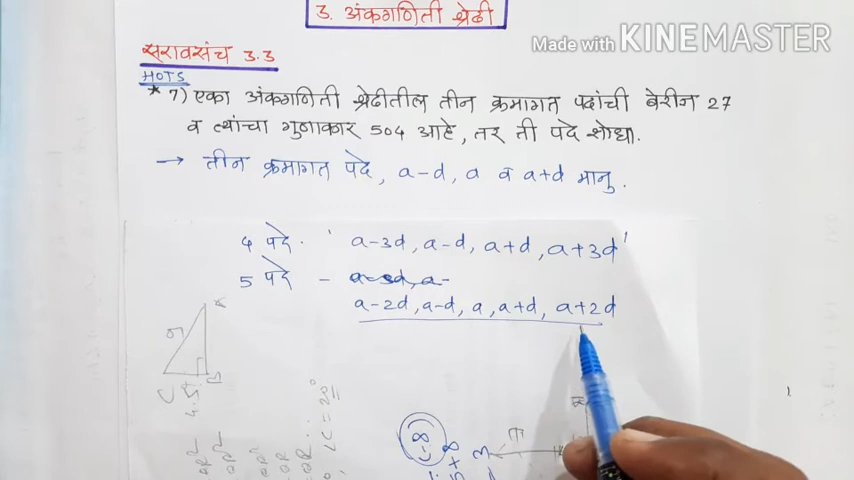 3. अंकगणिती श्रेढी
Made with KINEMASTER
सरावसंच 3.3
HOTS
* 7) एका अंकगणिती श्रेढीतील तीन क्रमागत पदांची बेरीज 27
व त्यांचा गुणाकार 504 आहे, तर ती पदे शोधा.
→ तीन क्रमागत पदे, a-d, a व a+d मानु.
4 पदे - a-3d, a-d, a+d, a+3d
5 पदे -
a-2d, a-d, a, a+d, a+2d